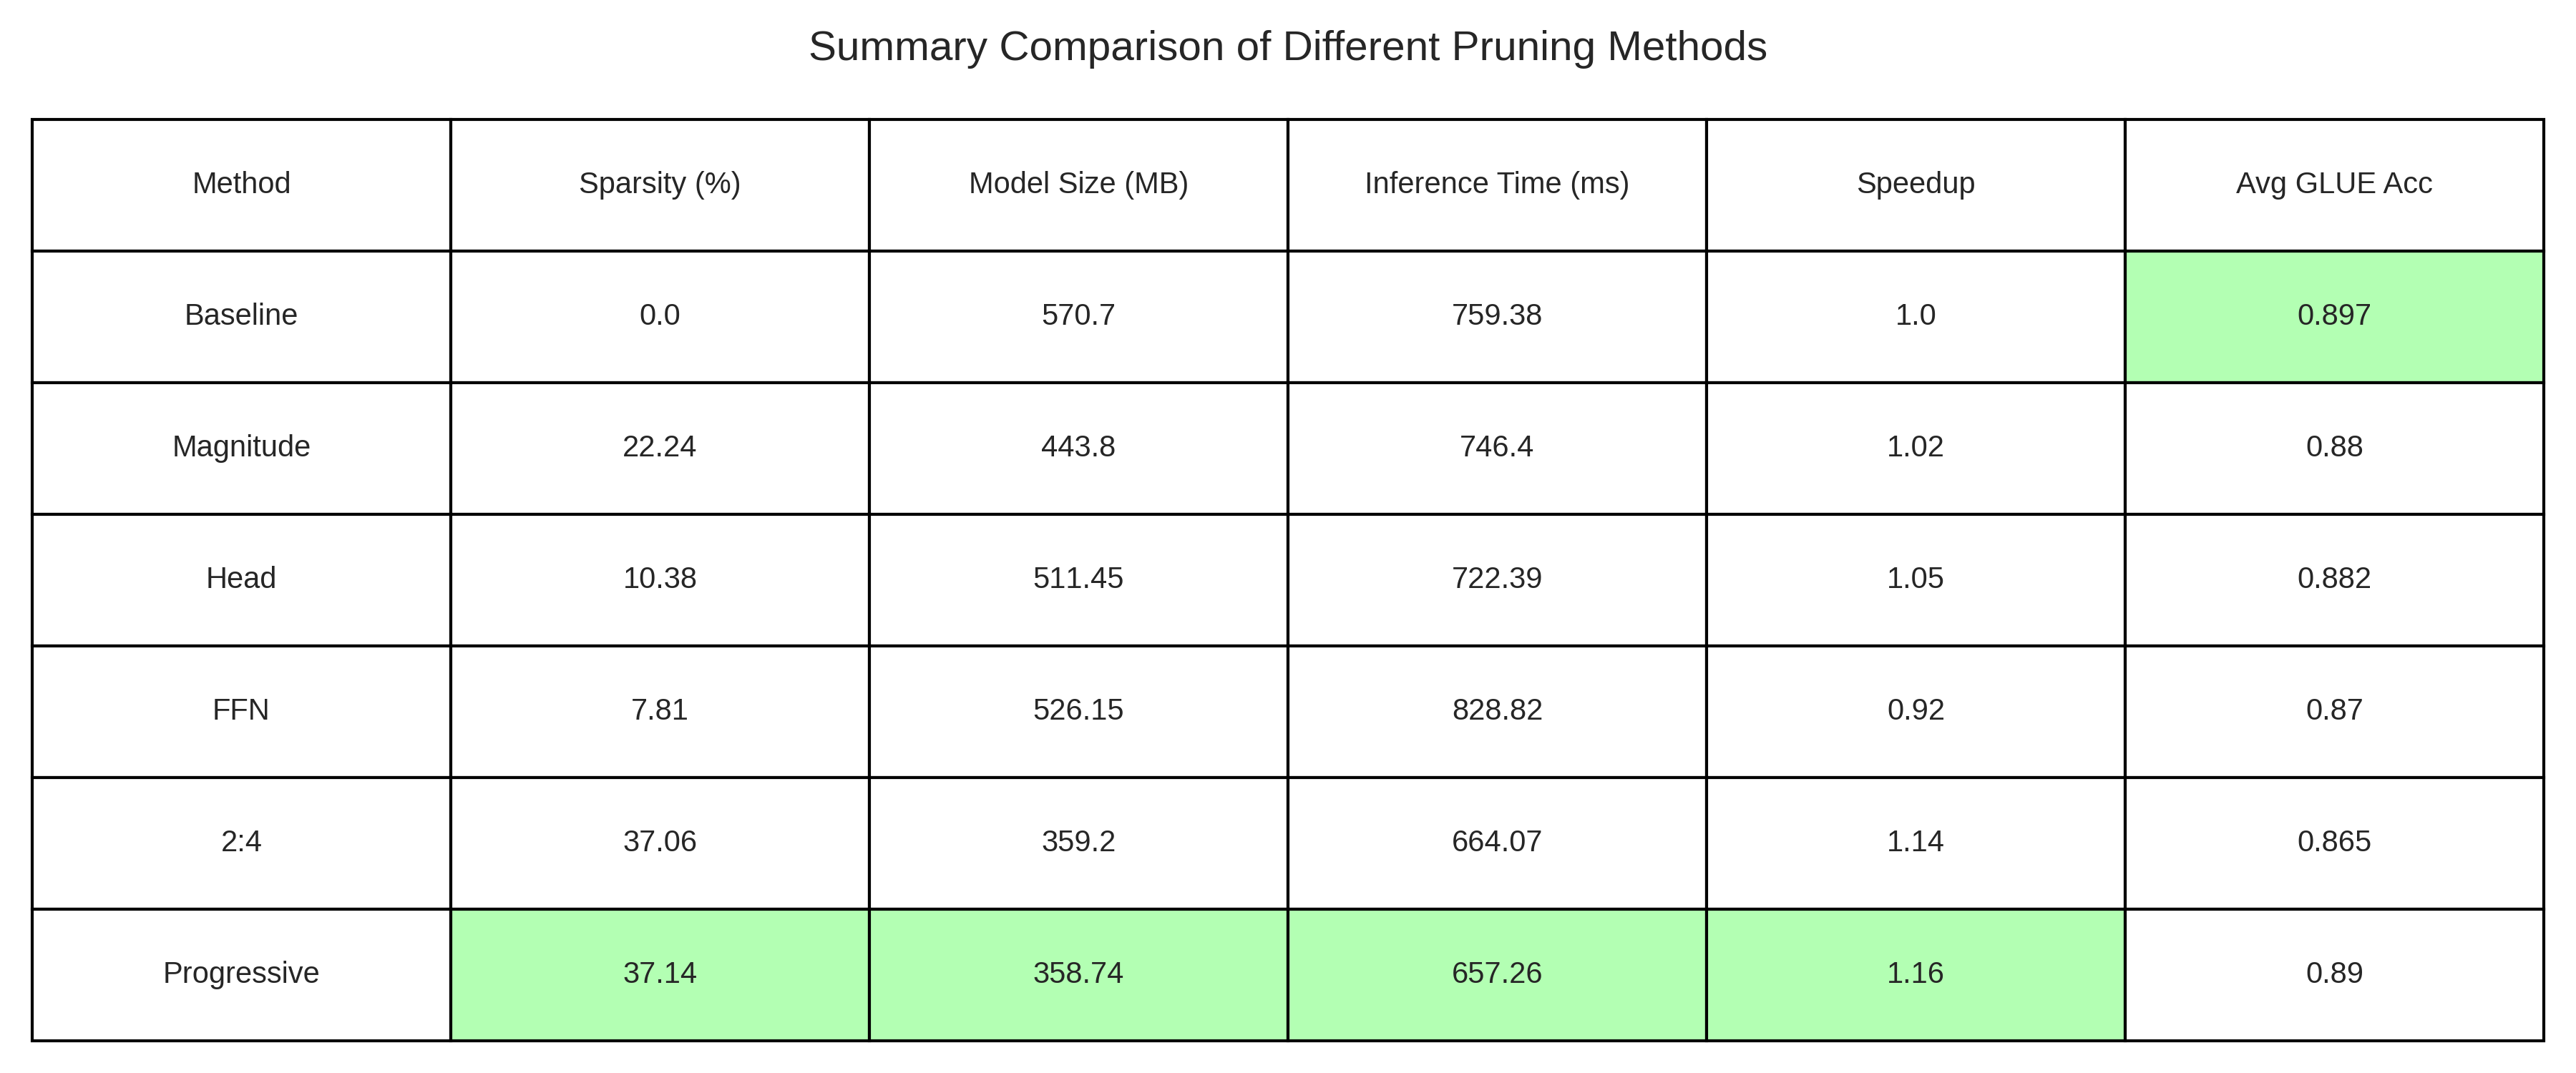 Summary Comparison of Different Pruning Methods
Method Sparsity (%) Model Size (MB) Inference Time (ms) Speedup Avg GLUE Acc
Baseline 0.0 570.7 759.38 1.0 0.897
Magnitude 22.24 443.8 746.4 1.02 0.88
Head 10.38 511.45 722.39 1.05 0.882
FFN 7.81 526.15 828.82 0.92 0.87
2:4 37.06 359.2 664.07 1.14 0.865
Progressive 37.14 358.74 657.26 1.16 0.89